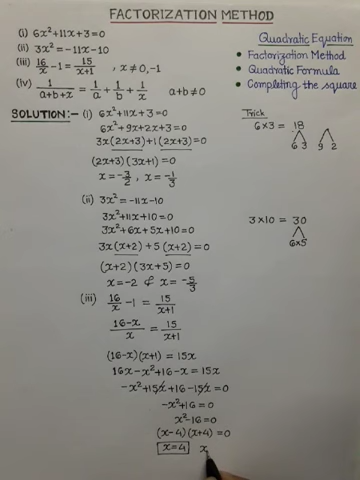 FACTORIZATION METHOD
(i) 6x²+11x+3=0
(ii) 3x²=-11x-10
(iii) 16/x - 1 = 15/(x+1) , x≠0,-1
(iv) 1/(a+b+x) = 1/a + 1/b + 1/x   a+b≠0
Quadratic Equation
• Factorization Method
• Quadratic Formula
• Completing the square
SOLUTION:- (i) 6x²+11x+3=0
6x²+9x+2x+3=0
3x(2x+3)+1(2x+3)=0
(2x+3)(3x+1)=0
x=-3/2 , x=-1/3
Trick
6×3 = 18
6 3   9 2
(ii) 3x²=-11x-10
3x²+11x+10=0
3x²+6x+5x+10=0
3x(x+2)+5(x+2)=0
(x+2)(3x+5)=0
x=-2 & x=-5/3
3×10 = 30
6×5
(iii) 16/x - 1 = 15/(x+1)
(16-x)/x = 15/(x+1)
(16-x)(x+1)=15x
16x-x²+16-x=15x
-x²+15x+16-15x=0
-x²+16=0
x²-16=0
(x-4)(x+4)=0
x=4   x